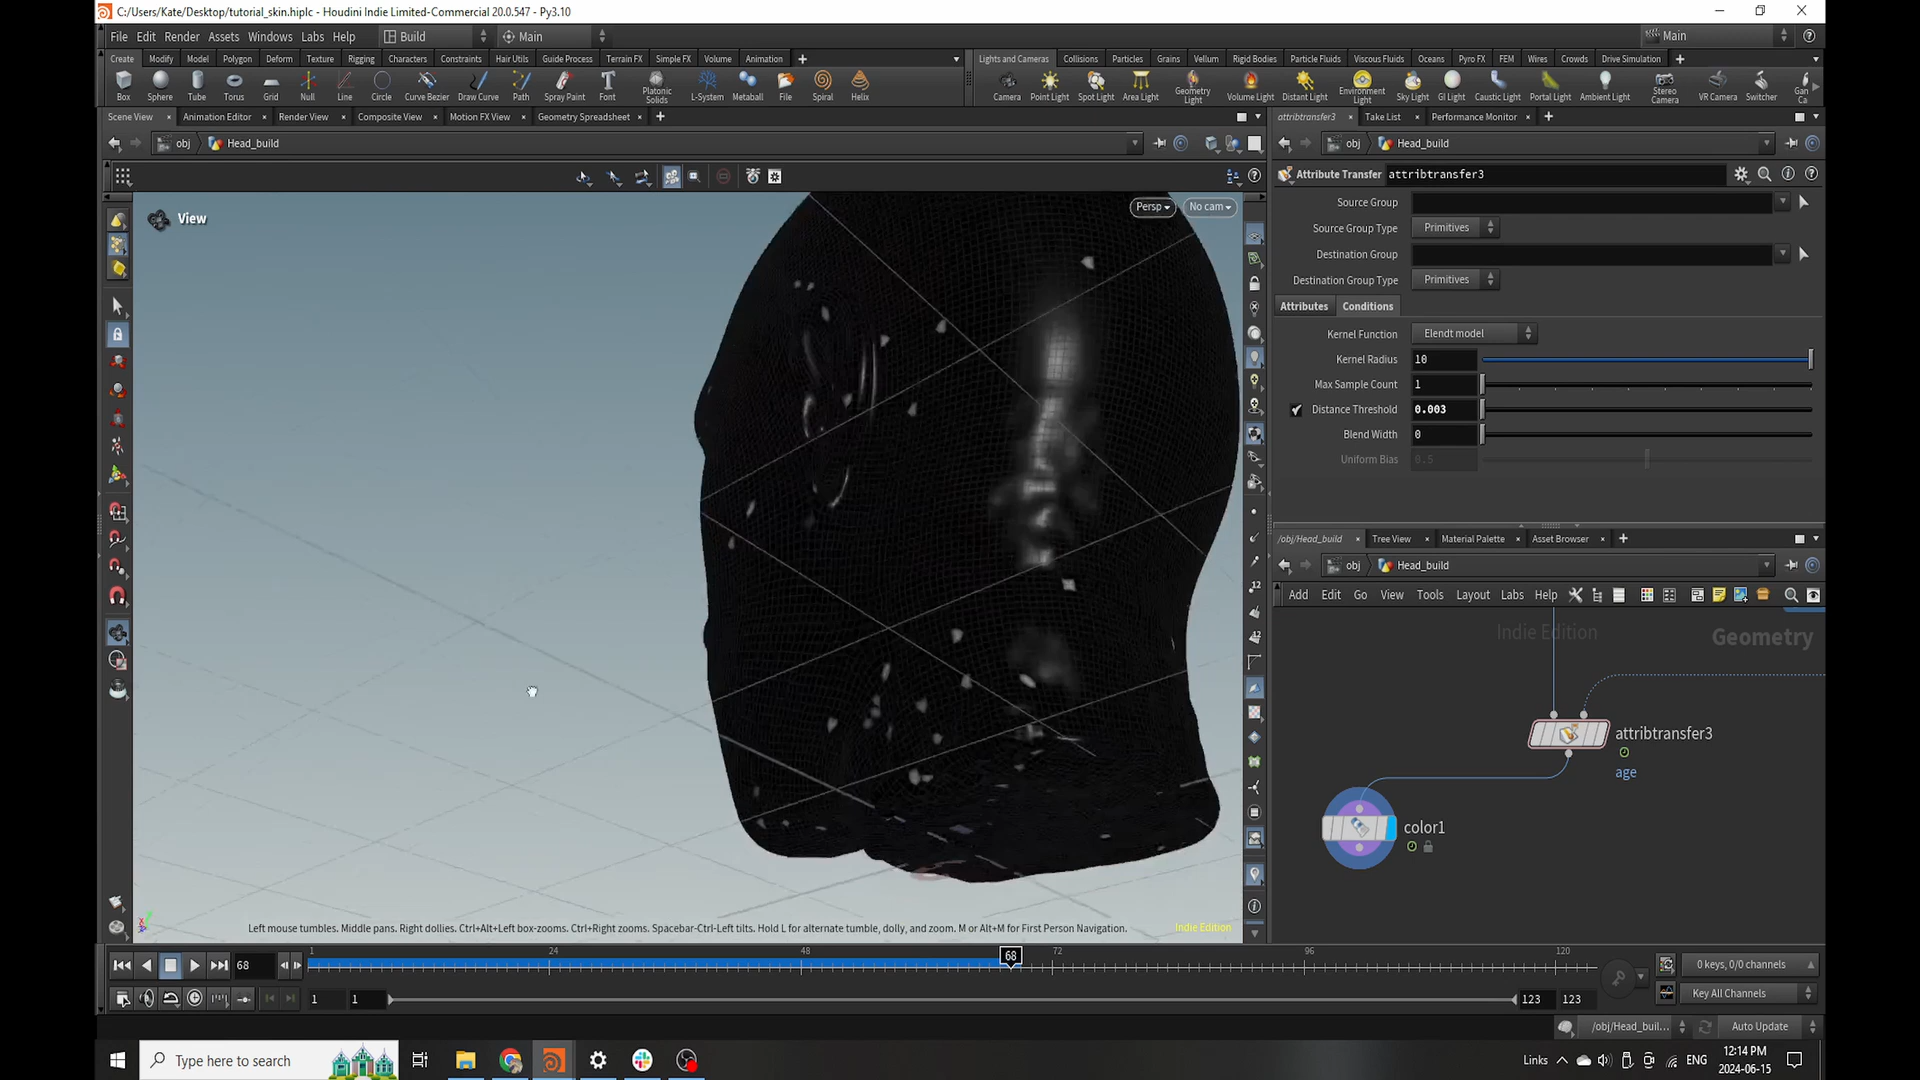 C:/Users/Kate/Desktop/tutorial_skin.hiplc - Houdini Indie Limited-Commercial 20.0.547 - Py3.10
File Edit Render Assets Windows Labs Help Build Main Main
Create Modify Model Polygon Deform Texture Rigging Characters Constraints Hair Utils Guide Process Terrain FX Simple FX Volume Animation
Lights and Cameras Collisions Particles Grains Vellum Rigid Bodies Particle Fluids Viscous Fluids Oceans Pyro FX FEM Wires Crowds Drive Simulation
Box Sphere Tube Torus Grid Null Line Circle Curve Bezier Draw Curve Path Spray Paint Font Platonic Solids L-System Metaball File Spiral Helix
Camera Point Light Spot Light Area Light Geometry Light Volume Light Distant Light Environment Light Sky Light GI Light Caustic Light Portal Light Ambient Light Stereo Camera VR Camera Switcher Gan Ca
Scene View Animation Editor Render View Composite View Motion FX View Geometry Spreadsheet
attribtransfer3 Take List Performance Monitor
obj Head_build
obj Head_build
Attribute Transfer attribtransfer3
View
Persp
No cam
Source Group
Source Group Type Primitives
Destination Group
Destination Group Type Primitives
Attributes Conditions
Kernel Function Elendt model
Kernel Radius 10
Max Sample Count 1
Distance Threshold 0.003
Blend Width 0
Uniform Bias 0.5
/obj/Head_build Tree View Material Palette Asset Browser
obj Head_build
Add Edit Go View Tools Layout Labs Help
Indie Edition
Geometry
attribtransfer3
age
color1
Left mouse tumbles. Middle pans. Right dollies. Ctrl+Alt+Left box-zooms. Ctrl+Right zooms. Spacebar-Ctrl-Left tilts. Hold L for alternate tumble, dolly, and zoom. M or Alt+M for First Person Navigation.
Indie Edition
68
1 24 48 68 72 96 120
0 keys, 0/0 channels
1 1 123 123
Key All Channels
/obj/Head_buil... Auto Update
Type here to search
Links
ENG
12:14 PM
2024-06-15